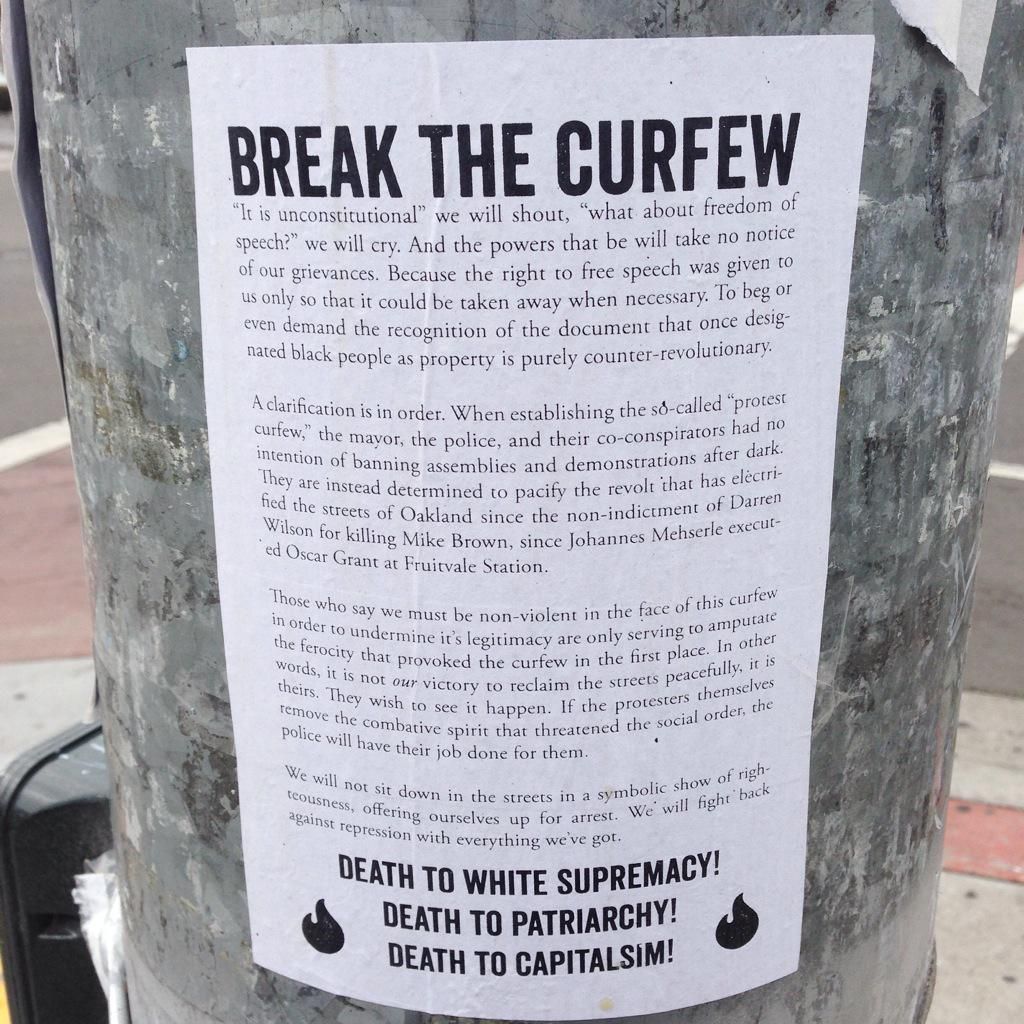 BREAK THE CURFEW
"It is unconstitutional" we will shout, "what about freedom of
speech?" we will cry. And the powers that be will take no notice
of our grievances. Because the right to free speech was given to
us only so that it could be taken away when necessary. To beg or
even demand the recognition of the document that once desig-
nated black people as property is purely counter-revolutionary.
A clarification is in order. When establishing the so-called "protest
curfew," the mayor, the police, and their co-conspirators had no
intention of banning assemblies and demonstrations after dark.
They are instead determined to pacify the revolt that has electri-
fied the streets of Oakland since the non-indictment of Darren
Wilson for killing Mike Brown, since Johannes Mehserle execut-
ed Oscar Grant at Fruitvale Station.
Those who say we must be non-violent in the face of this curfew
in order to undermine it's legitimacy are only serving to amputate
the ferocity that provoked the curfew in the first place. In other
words, it is not our victory to reclaim the streets peacefully, it is
theirs. They wish to see it happen. If the protesters themselves
remove the combative spirit that threatened the social order, the
police will have their job done for them.
We will not sit down in the streets in a symbolic show of righ-
teousness, offering ourselves up for arrest. We will fight back
against repression with everything we've got.
DEATH TO WHITE SUPREMACY!
DEATH TO PATRIARCHY!
DEATH TO CAPITALSIM!